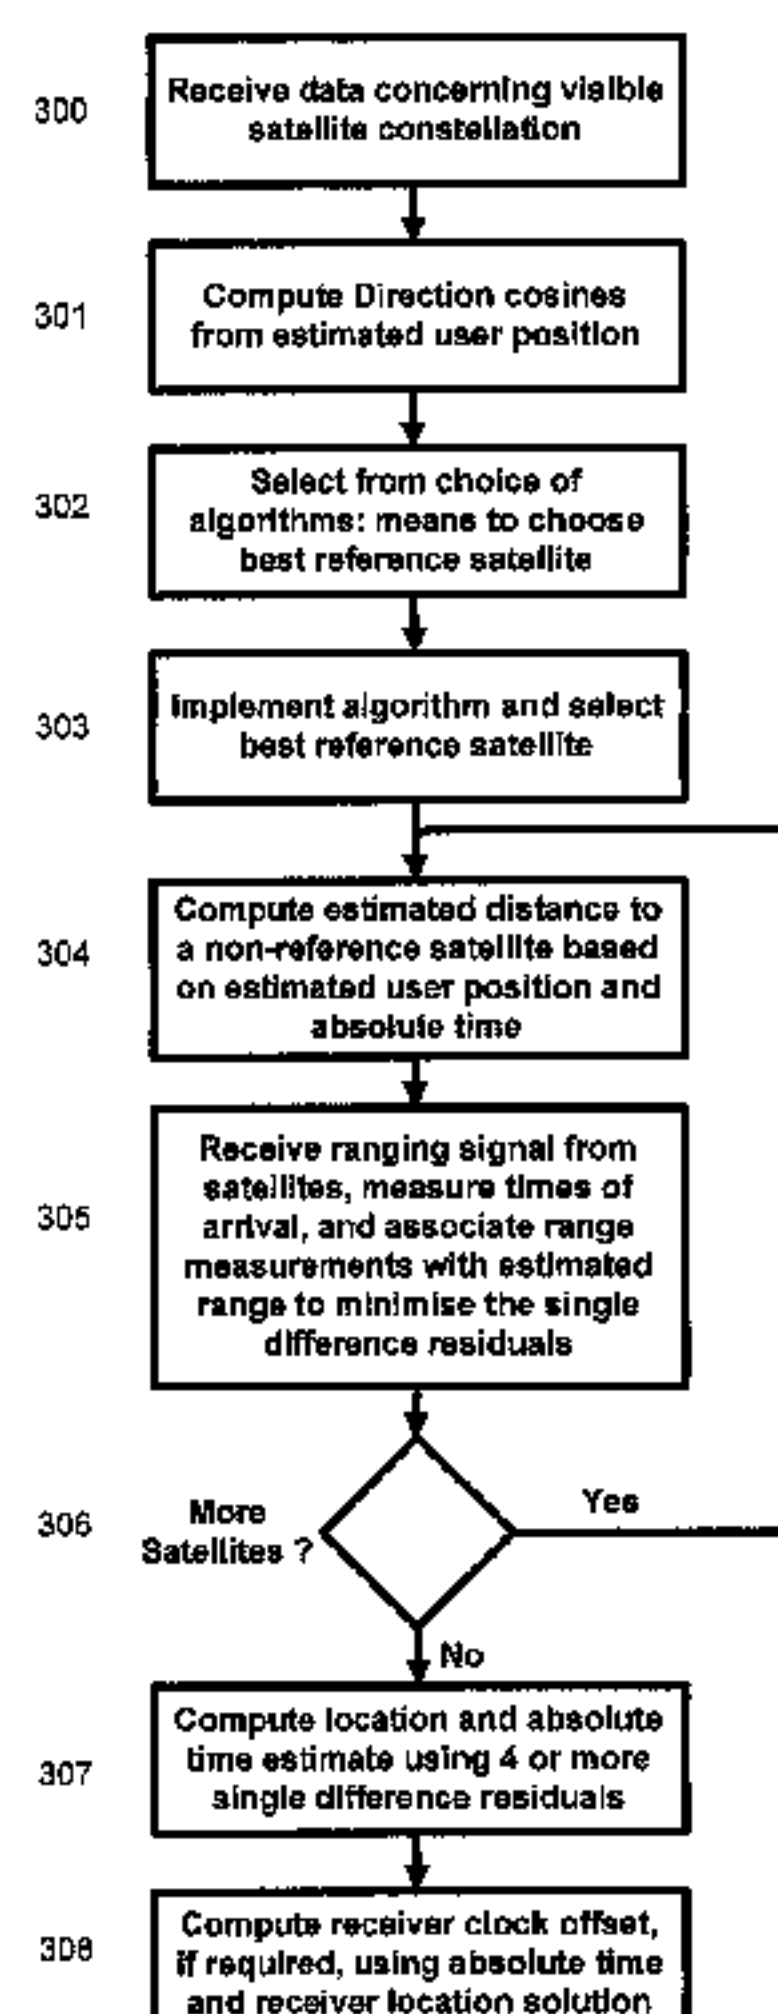 300
Receive data concerning visible
satellite constellation
301
Compute Direction cosines
from estimated user position
302
Select from choice of
algorithms: means to choose
best reference satellite
303
Implement algorithm and select
best reference satellite
304
Compute estimated distance to
a non-reference satellite based
on estimated user position and
absolute time
305
Receive ranging signal from
satellites, measure times of
arrival, and associate range
measurements with estimated
range to minimise the single
difference residuals
306
More
Satellites ?
Yes
No
307
Compute location and absolute
time estimate using 4 or more
single difference residuals
308
Compute receiver clock offset,
if required, using absolute time
and receiver location solution